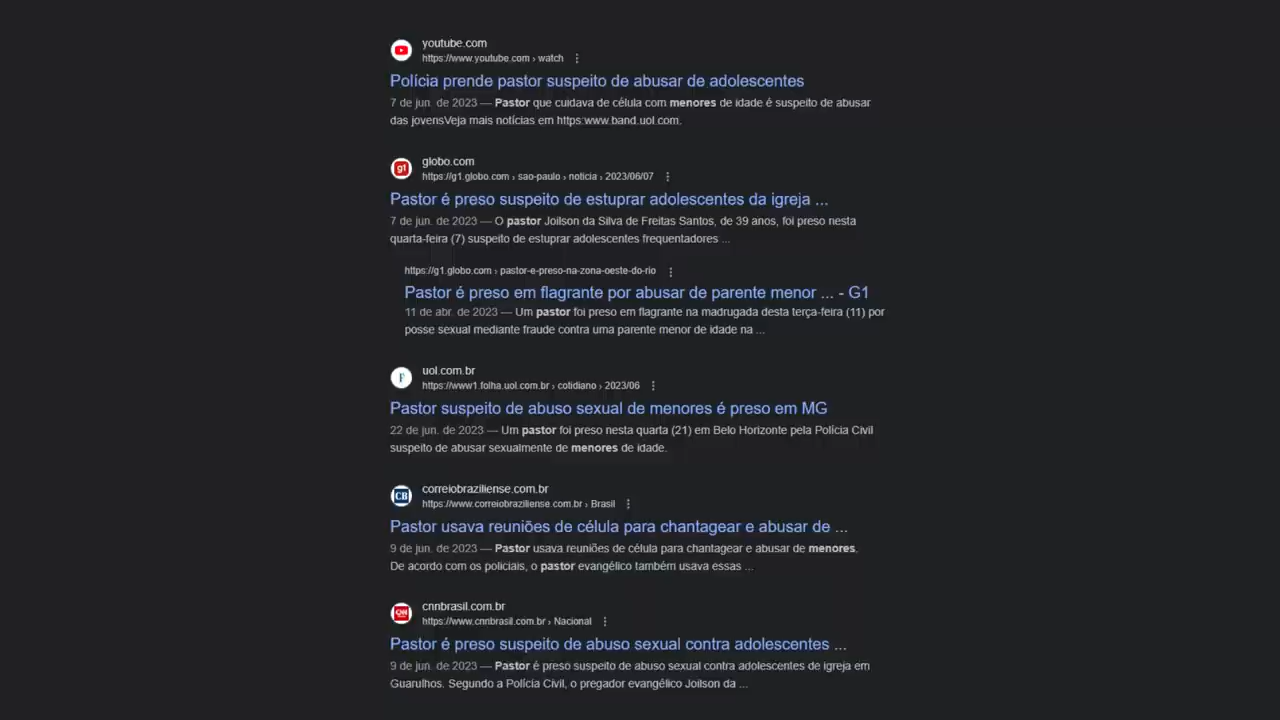 youtube.com
https://www.youtube.com › watch
Polícia prende pastor suspeito de abusar de adolescentes
7 de jun. de 2023 — Pastor que cuidava de célula com menores de idade é suspeito de abusar
das jovensVeja mais notícias em https:www.band.uol.com.
globo.com
https://g1.globo.com › sao-paulo › noticia › 2023/06/07
Pastor é preso suspeito de estuprar adolescentes da igreja ...
7 de jun. de 2023 — O pastor Joilson da Silva de Freitas Santos, de 39 anos, foi preso nesta
quarta-feira (7) suspeito de estuprar adolescentes frequentadores ...
https://g1.globo.com › pastor-e-preso-na-zona-oeste-do-rio
Pastor é preso em flagrante por abusar de parente menor ... - G1
11 de abr. de 2023 — Um pastor foi preso em flagrante na madrugada desta terça-feira (11) por
posse sexual mediante fraude contra uma parente menor de idade na ...
uol.com.br
https://www1.folha.uol.com.br › cotidiano › 2023/06
Pastor suspeito de abuso sexual de menores é preso em MG
22 de jun. de 2023 — Um pastor foi preso nesta quarta (21) em Belo Horizonte pela Polícia Civil
suspeito de abusar sexualmente de menores de idade.
correiobraziliense.com.br
https://www.correiobraziliense.com.br › Brasil
Pastor usava reuniões de célula para chantagear e abusar de ...
9 de jun. de 2023 — Pastor usava reuniões de célula para chantagear e abusar de menores.
De acordo com os policiais, o pastor evangélico também usava essas ...
cnnbrasil.com.br
https://www.cnnbrasil.com.br › Nacional
Pastor é preso suspeito de abuso sexual contra adolescentes ...
9 de jun. de 2023 — Pastor é preso suspeito de abuso sexual contra adolescentes de igreja em
Guarulhos. Segundo a Polícia Civil, o pregador evangélico Joilson da ...